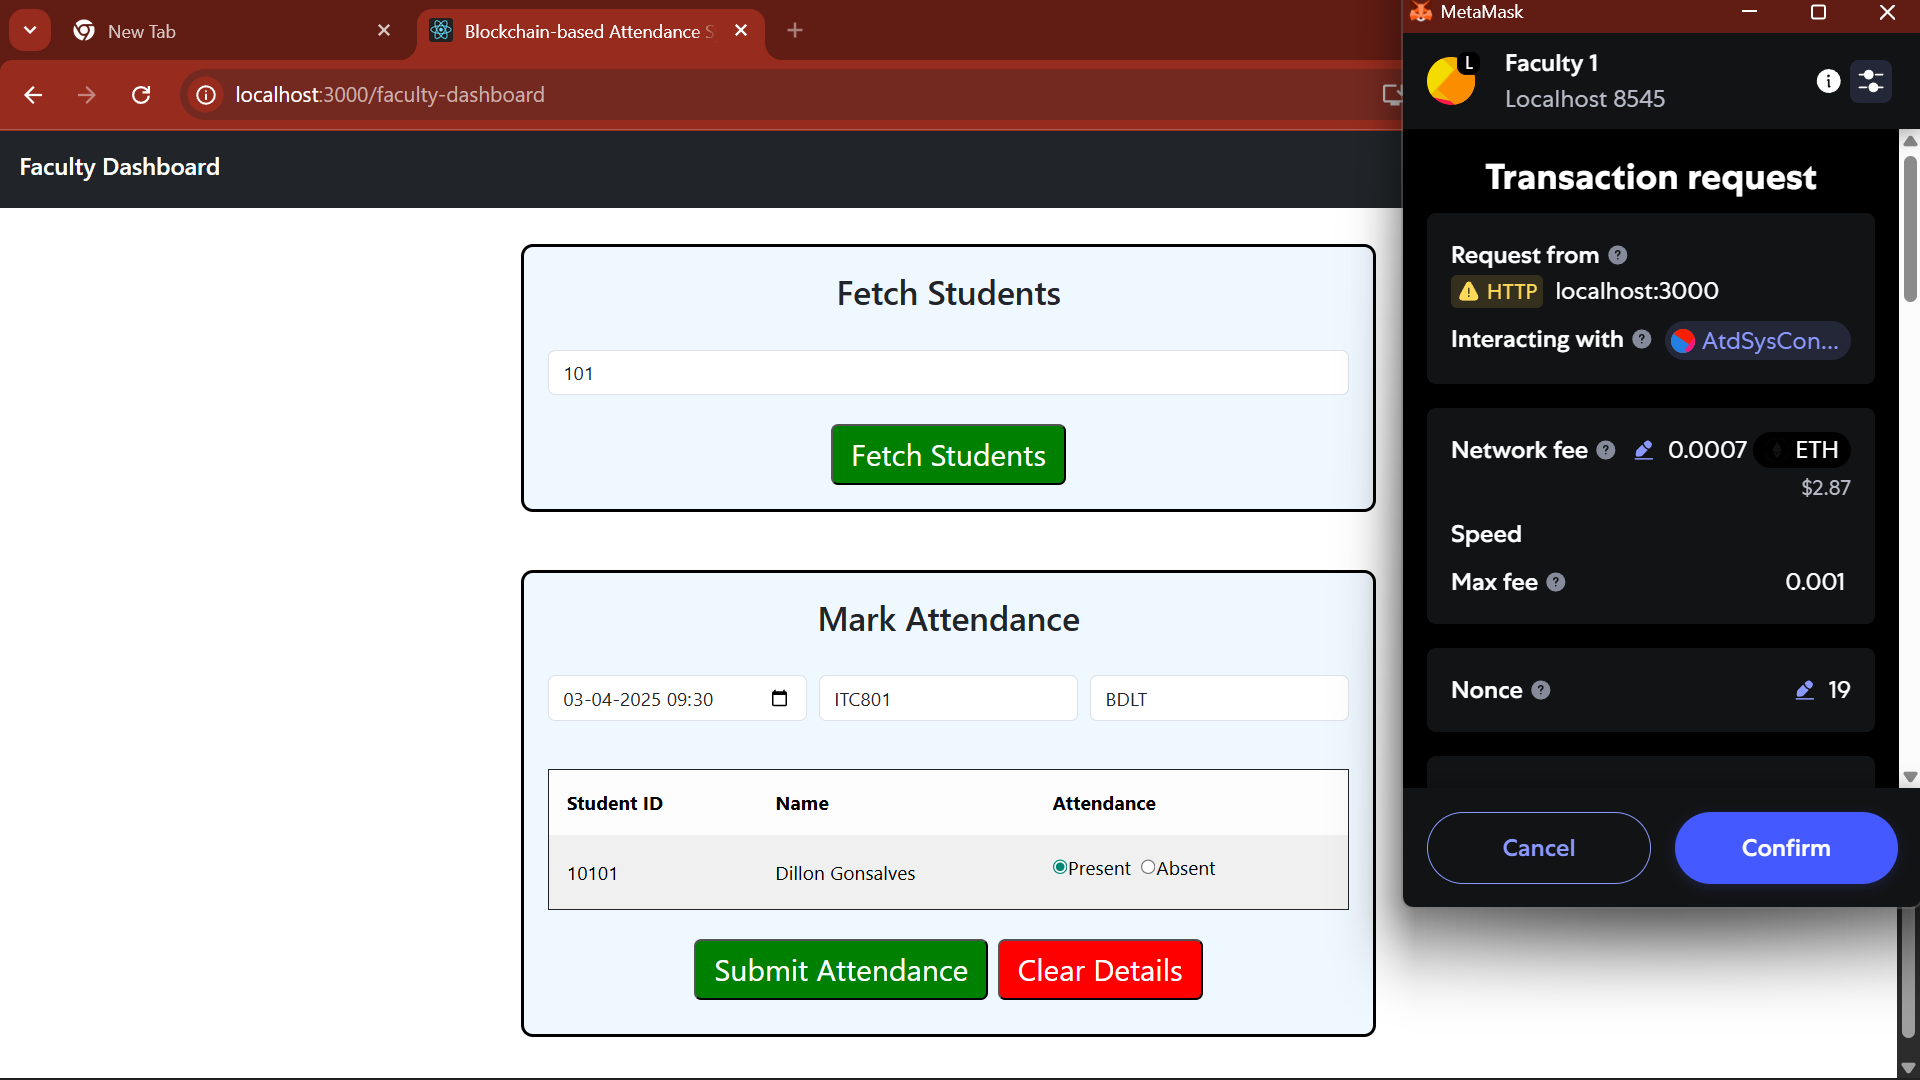 New Tab
Blockchain-based Attendance S
localhost:3000/faculty-dashboard
Faculty Dashboard
Fetch Students
101
Fetch Students
Mark Attendance
03-04-2025 09:30
ITC801
BDLT
Student ID Name Attendance
10101 Dillon Gonsalves Present Absent
Submit Attendance
Clear Details
MetaMask
L
Faculty 1
Localhost 8545
Transaction request
Request from
HTTP localhost:3000
Interacting with AtdSysCon...
Network fee 0.0007 ETH
$2.87
Speed
Max fee 0.001
Nonce 19
Cancel
Confirm